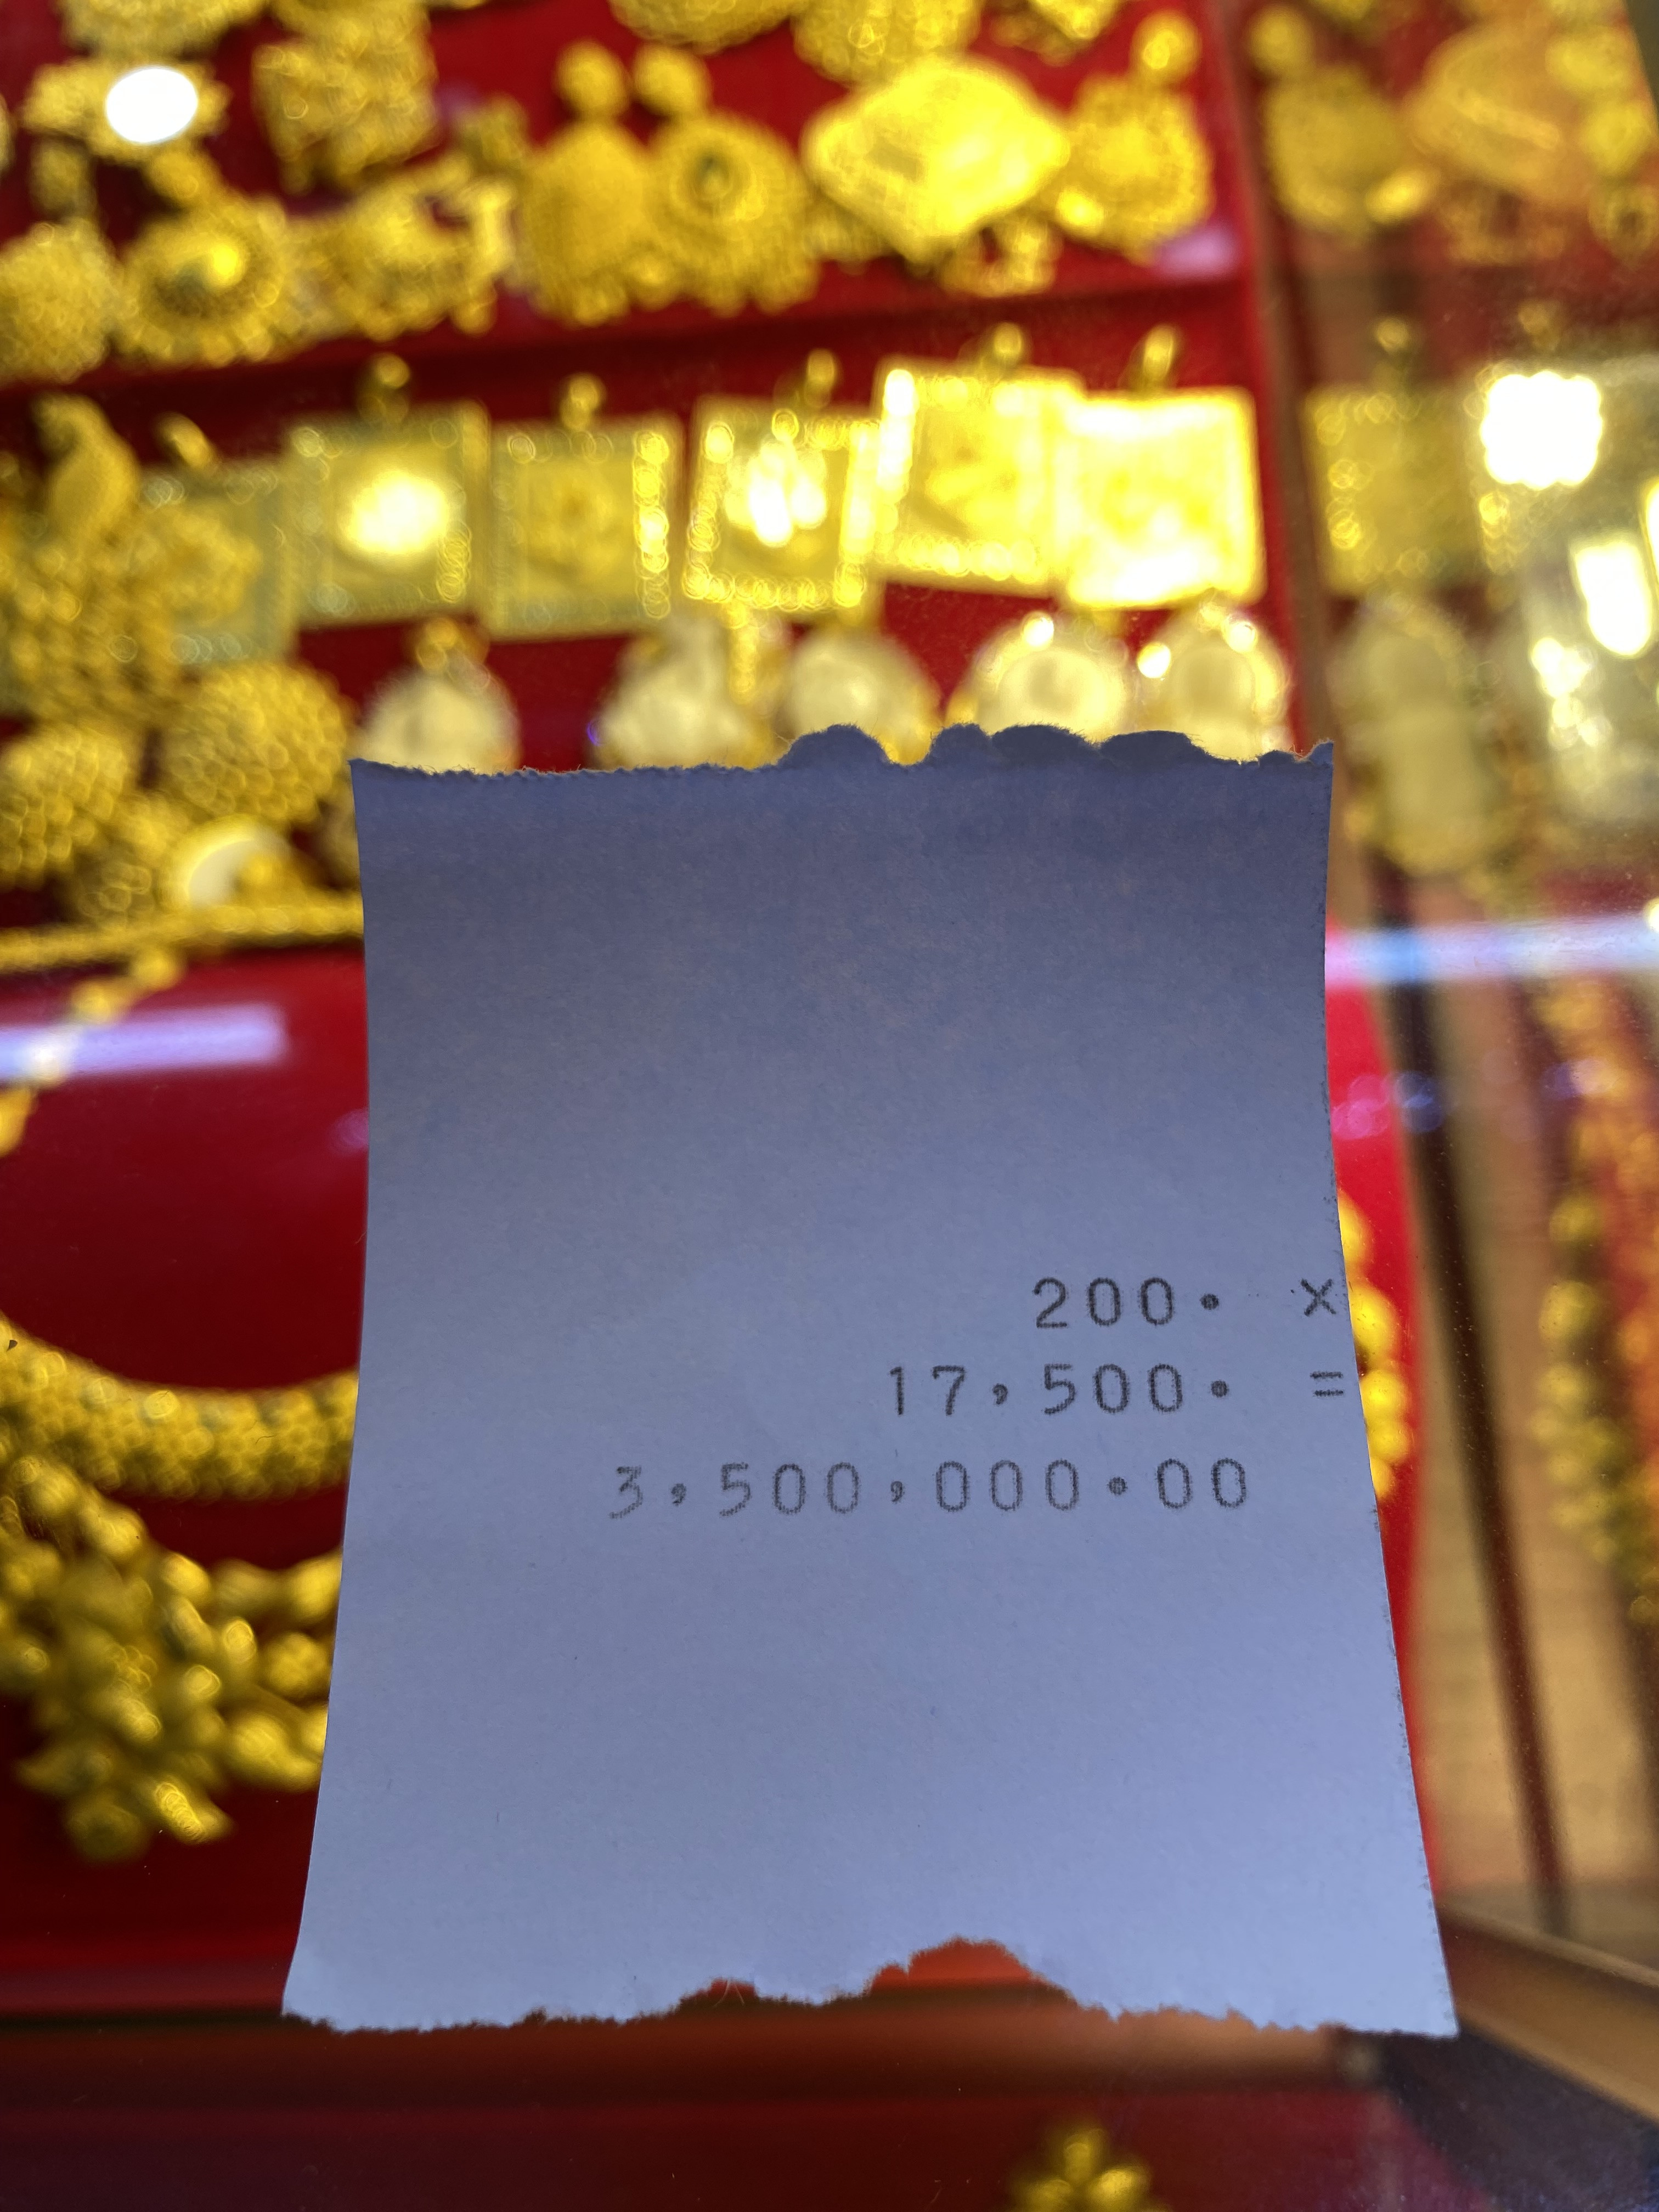 200. x
17,500. =
3,500,000.00